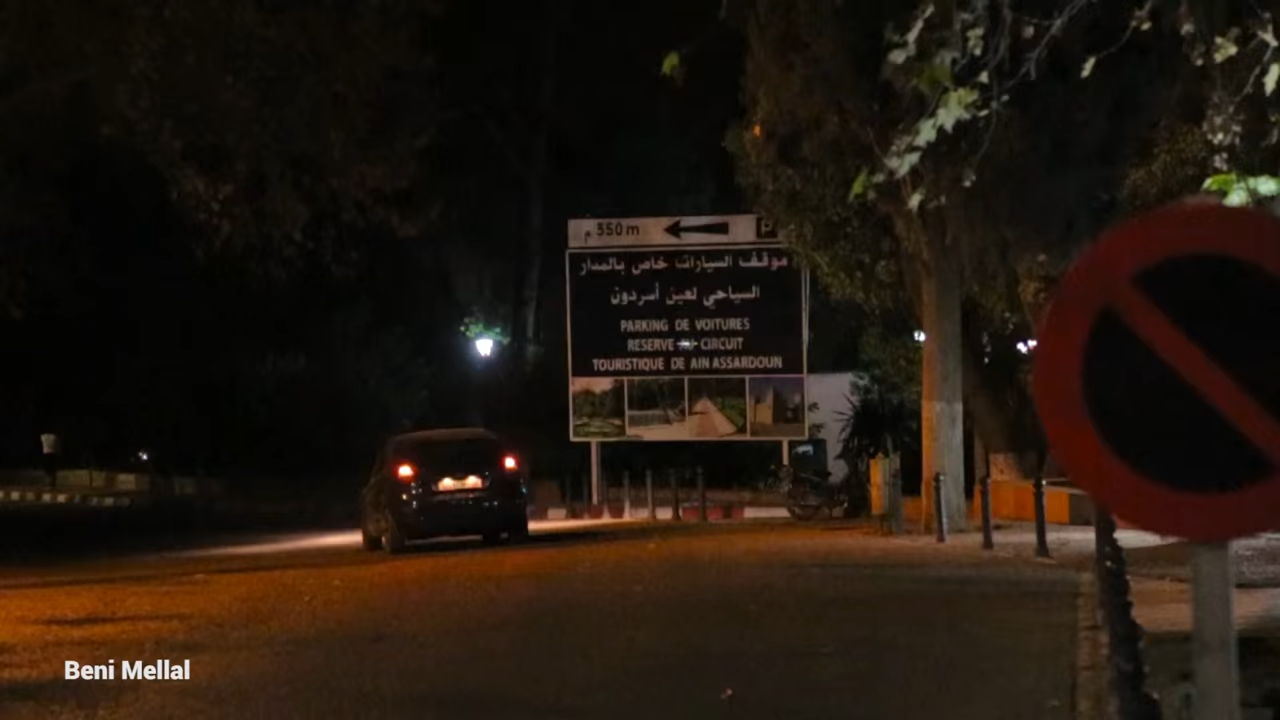 م 550 m P
موقف السيارات خاص بالمدار
السياحي لعين أسردون
PARKING DE VOITURES
RESERVE AU CIRCUIT
TOURISTIQUE DE AIN ASSARDOUN
Beni Mellal